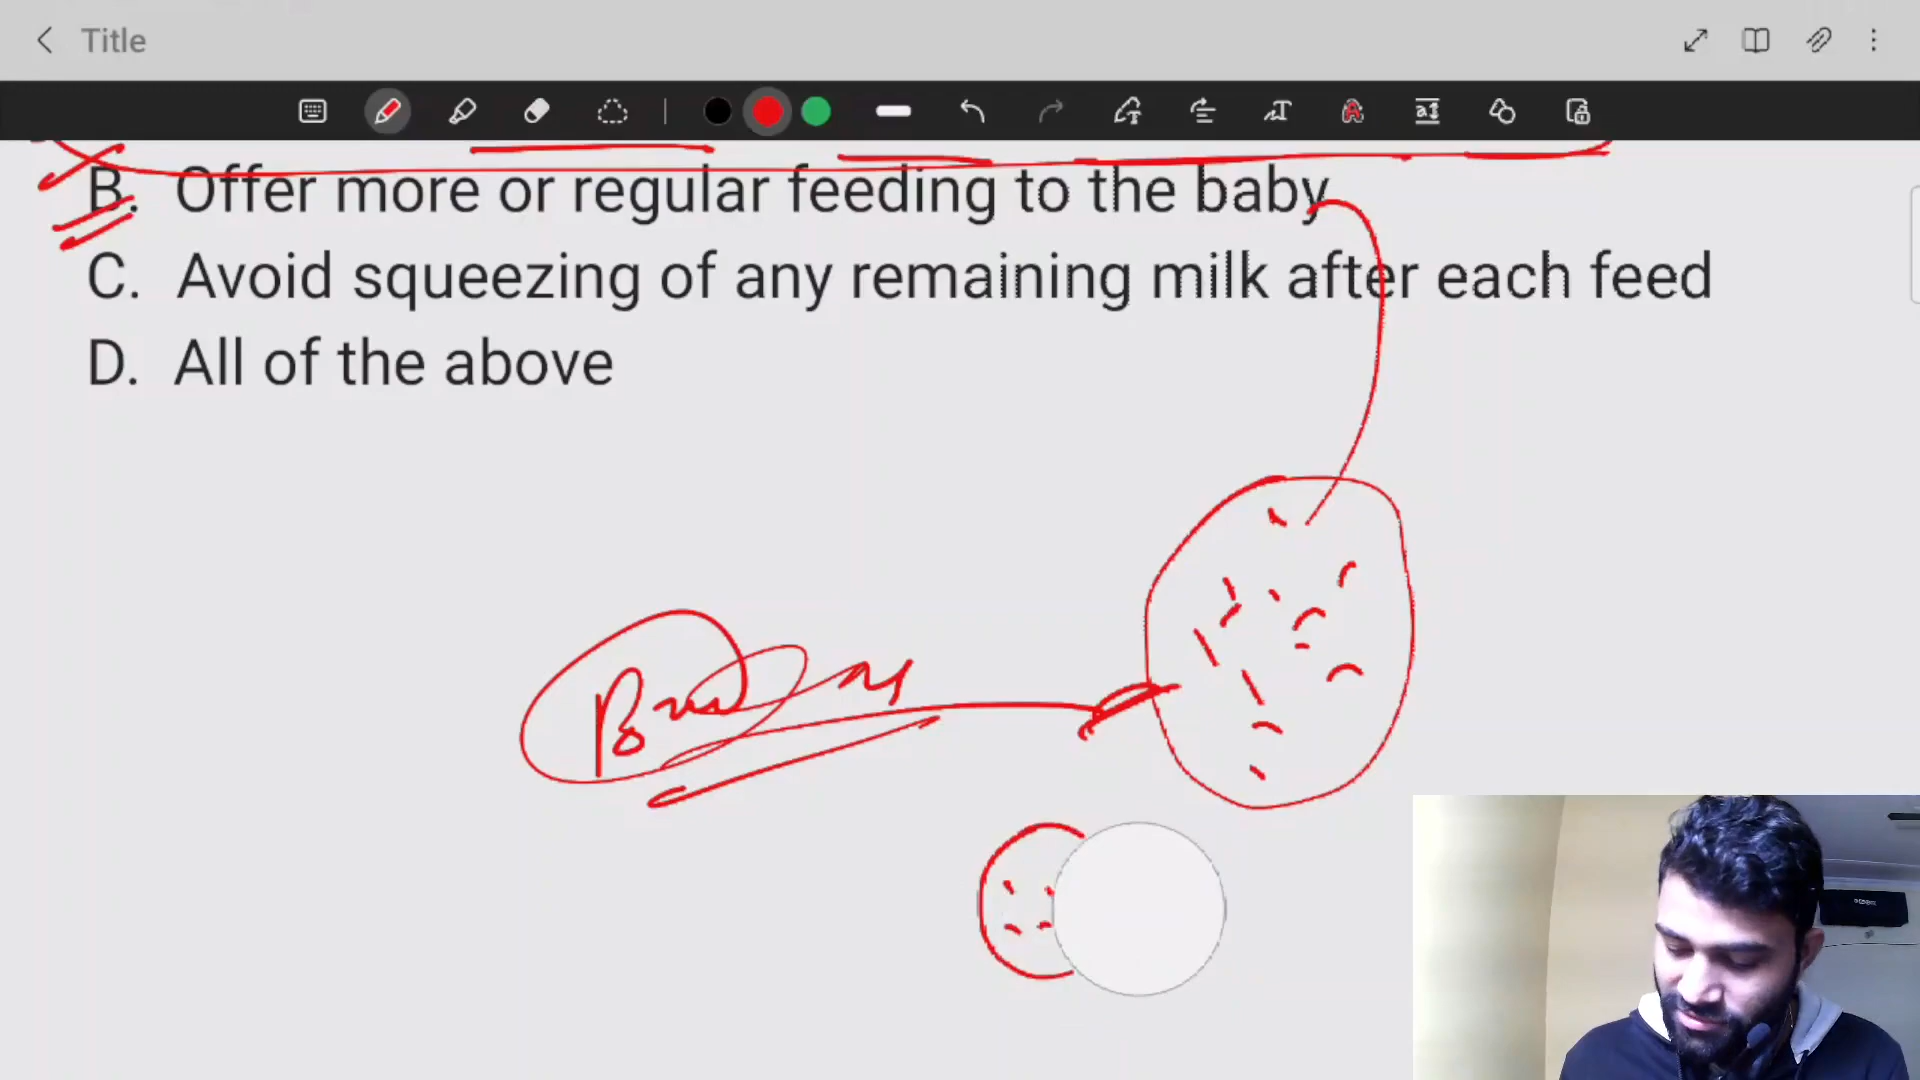 Title
B. Offer more or regular feeding to the baby
C. Avoid squeezing of any remaining milk after each feed
D. All of the above